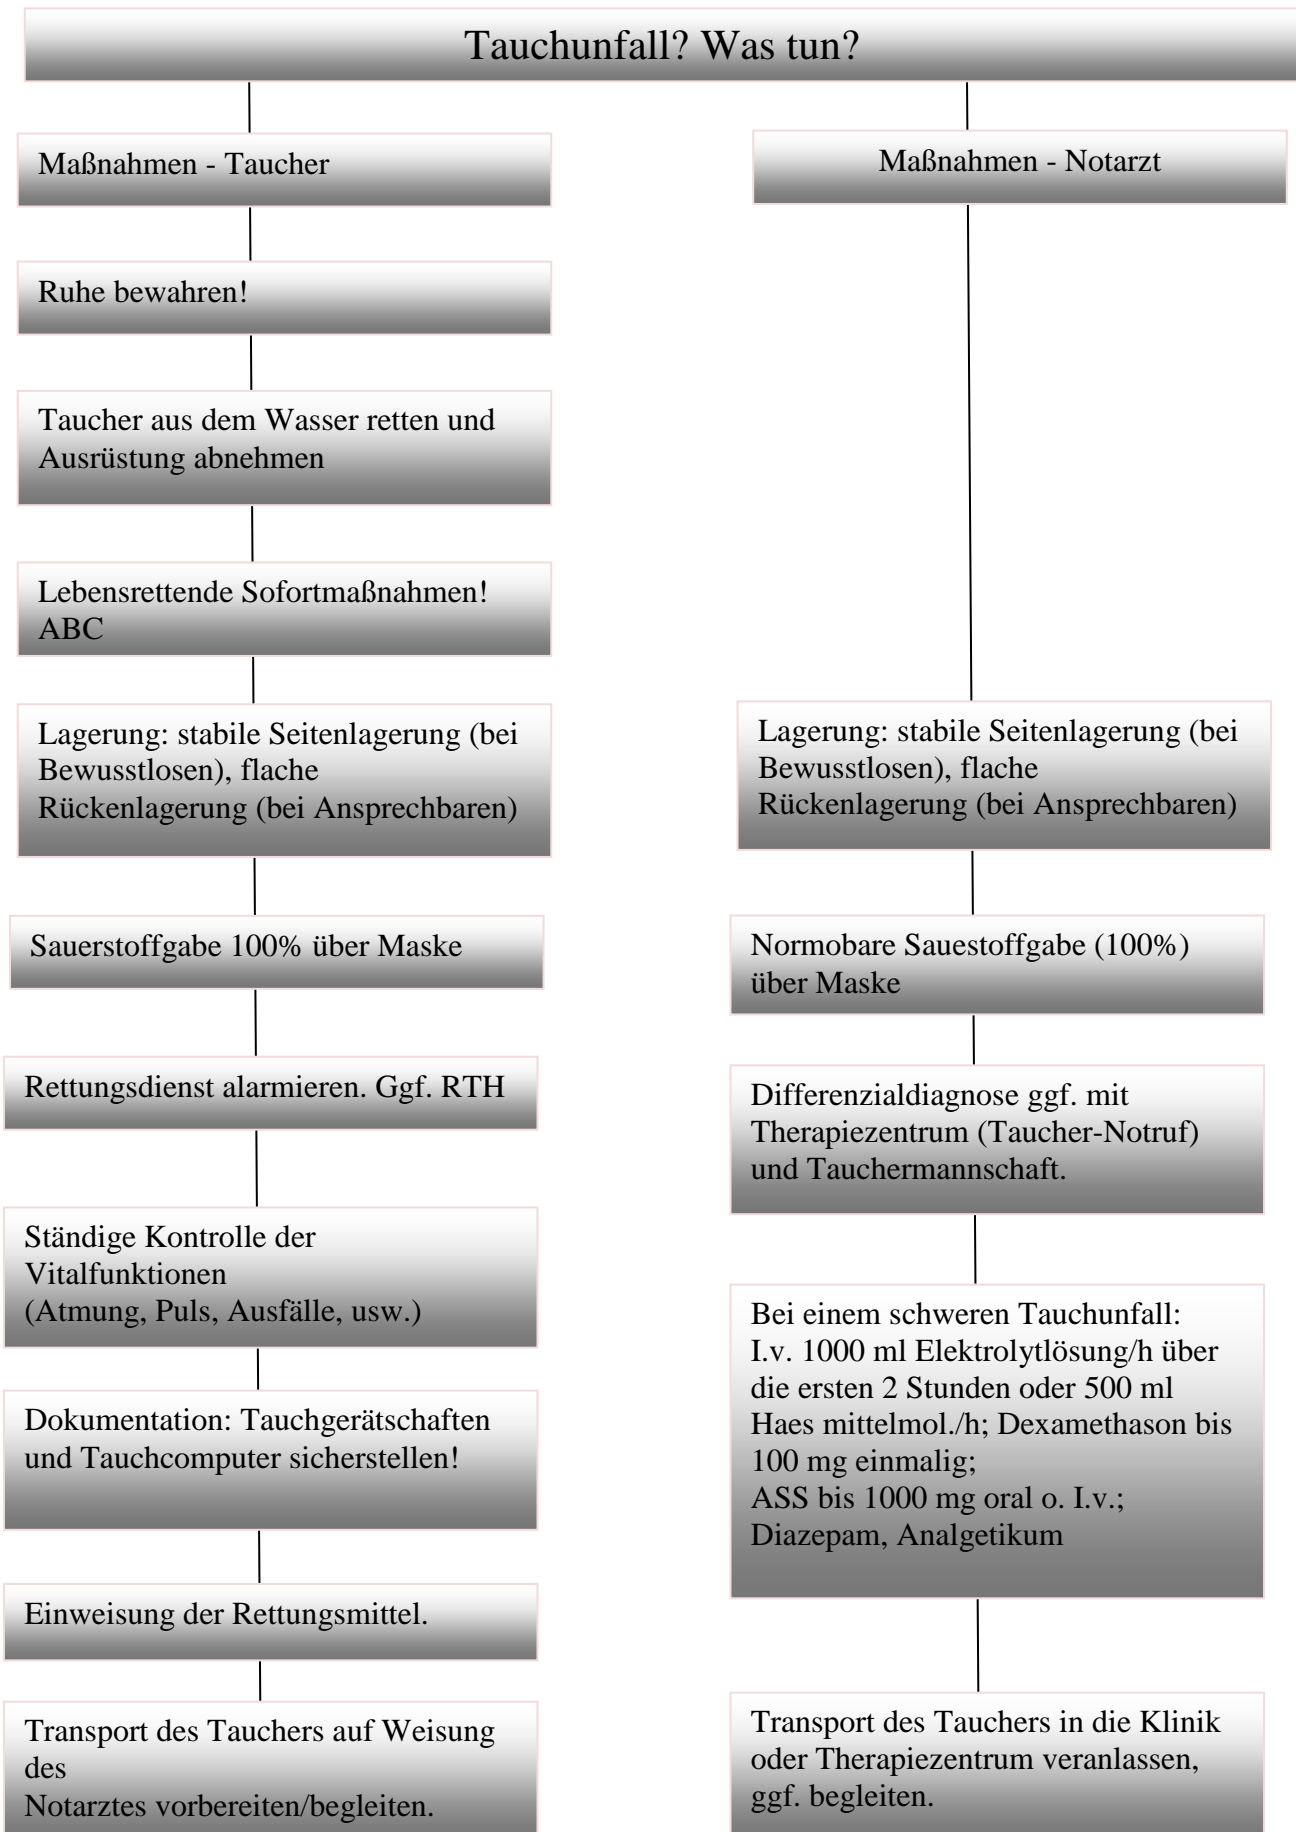 Tauchunfall? Was tun?
Maßnahmen - Taucher
Ruhe bewahren!
Taucher aus dem Wasser retten und
Ausrüstung abnehmen
Lebensrettende Sofortmaßnahmen!
ABC
Lagerung: stabile Seitenlagerung (bei
Bewusstlosen), flache
Rückenlagerung (bei Ansprechbaren)
Sauerstoffgabe 100% über Maske
Rettungsdienst alarmieren. Ggf. RTH
Ständige Kontrolle der
Vitalfunktionen
(Atmung, Puls, Ausfälle, usw.)
Dokumentation: Tauchgerätschaften
und Tauchcomputer sicherstellen!
Einweisung der Rettungsmittel.
Transport des Tauchers auf Weisung
des
Notarztes vorbereiten/begleiten.
Maßnahmen - Notarzt
Lagerung: stabile Seitenlagerung (bei
Bewusstlosen), flache
Rückenlagerung (bei Ansprechbaren)
Normobare Sauestoffgabe (100%)
über Maske
Differenzialdiagnose ggf. mit
Therapiezentrum (Taucher-Notruf)
und Tauchermannschaft.
Bei einem schweren Tauchunfall:
I.v. 1000 ml Elektrolytlösung/h über
die ersten 2 Stunden oder 500 ml
Haes mittelmol./h; Dexamethason bis
100 mg einmalig;
ASS bis 1000 mg oral o. I.v.;
Diazepam, Analgetikum
Transport des Tauchers in die Klinik
oder Therapiezentrum veranlassen,
ggf. begleiten.